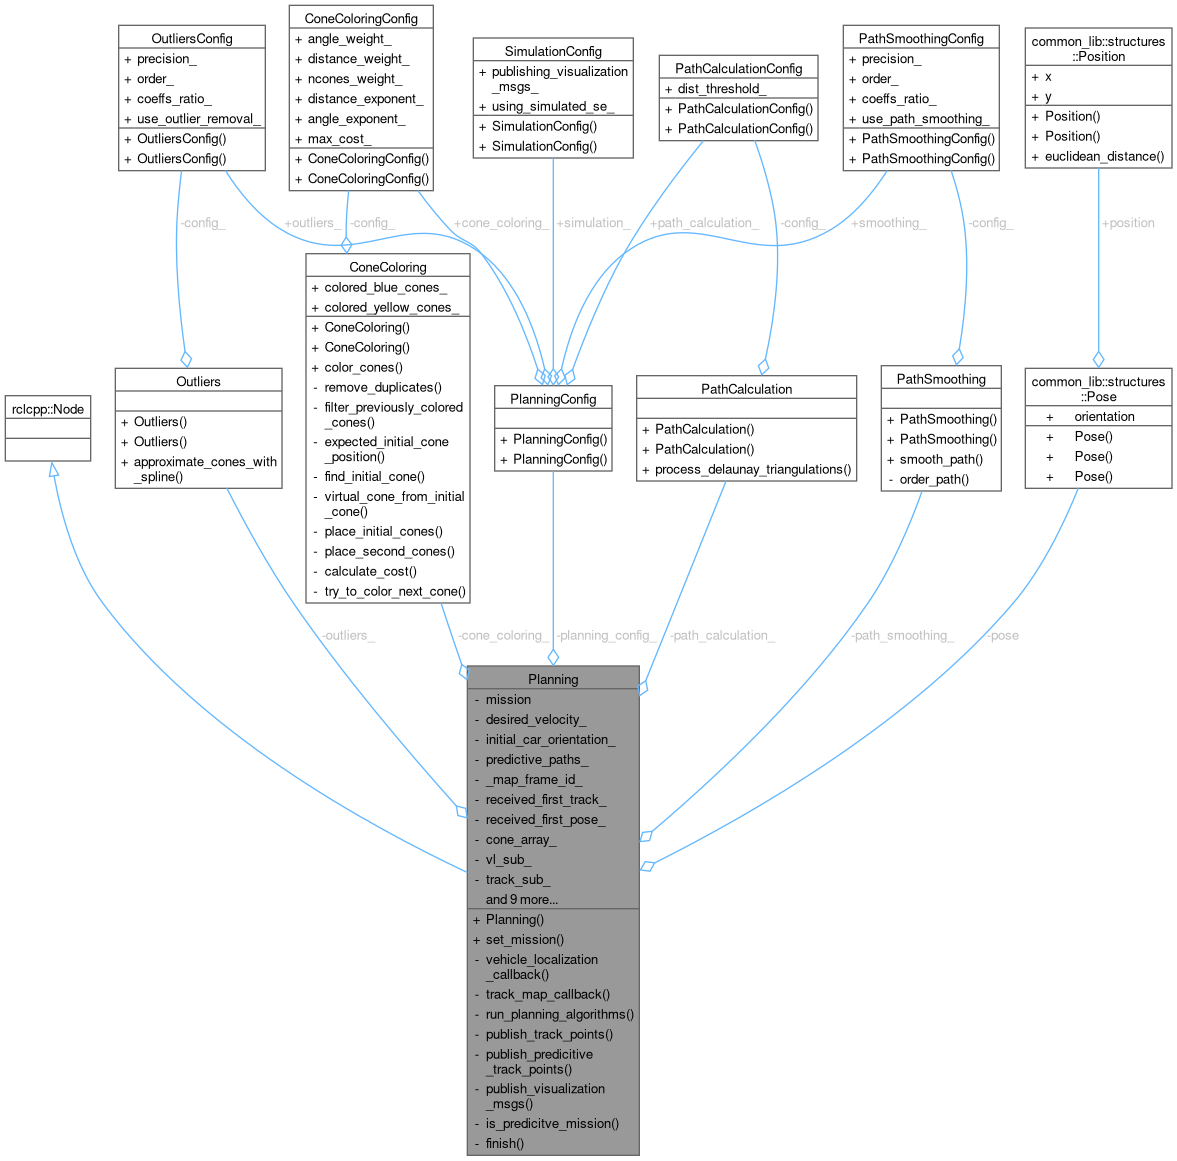 OutliersConfig
+ precision_
+ order_
+ coeffs_ratio_
+ use_outlier_removal_
+ OutliersConfig()
+ OutliersConfig()
ConeColoringConfig
+ angle_weight_
+ distance_weight_
+ ncones_weight_
+ distance_exponent_
+ angle_exponent_
+ max_cost_
+ ConeColoringConfig()
+ ConeColoringConfig()
SimulationConfig
+ publishing_visualization
_msgs_
+ using_simulated_se_
+ SimulationConfig()
+ SimulationConfig()
PathCalculationConfig
+ dist_threshold_
+ PathCalculationConfig()
+ PathCalculationConfig()
PathSmoothingConfig
+ precision_
+ order_
+ coeffs_ratio_
+ use_path_smoothing_
+ PathSmoothingConfig()
+ PathSmoothingConfig()
common_lib::structures
::Position
+ x
+ y
+ Position()
+ Position()
+ euclidean_distance()
-config_
+outliers_
-config_
+cone_coloring_
+simulation_
+path_calculation_
-config_
+smoothing_
-config_
+position
rclcpp::Node
Outliers
+ Outliers()
+ Outliers()
+ approximate_cones_with
_spline()
ConeColoring
+ colored_blue_cones_
+ colored_yellow_cones_
+ ConeColoring()
+ ConeColoring()
+ color_cones()
- remove_duplicates()
- filter_previously_colored
_cones()
- expected_initial_cone
_position()
- find_initial_cone()
- virtual_cone_from_initial
_cone()
- place_initial_cones()
- place_second_cones()
- calculate_cost()
- try_to_color_next_cone()
PlanningConfig
+ PlanningConfig()
+ PlanningConfig()
PathCalculation
+ PathCalculation()
+ PathCalculation()
+ process_delaunay_triangulations()
PathSmoothing
+ PathSmoothing()
+ PathSmoothing()
+ smooth_path()
- order_path()
common_lib::structures
::Pose
+ orientation
+ Pose()
+ Pose()
+ Pose()
-outliers_
-cone_coloring_
-planning_config_
-path_calculation_
-path_smoothing_
-pose
Planning
- mission
- desired_velocity_
- initial_car_orientation_
- predictive_paths_
- _map_frame_id_
- received_first_track_
- received_first_pose_
- cone_array_
- vl_sub_
- track_sub_
and 9 more...
+ Planning()
+ set_mission()
- vehicle_localization
_callback()
- track_map_callback()
- run_planning_algorithms()
- publish_track_points()
- publish_predicitive
_track_points()
- publish_visualization
_msgs()
- is_predicitve_mission()
- finish()